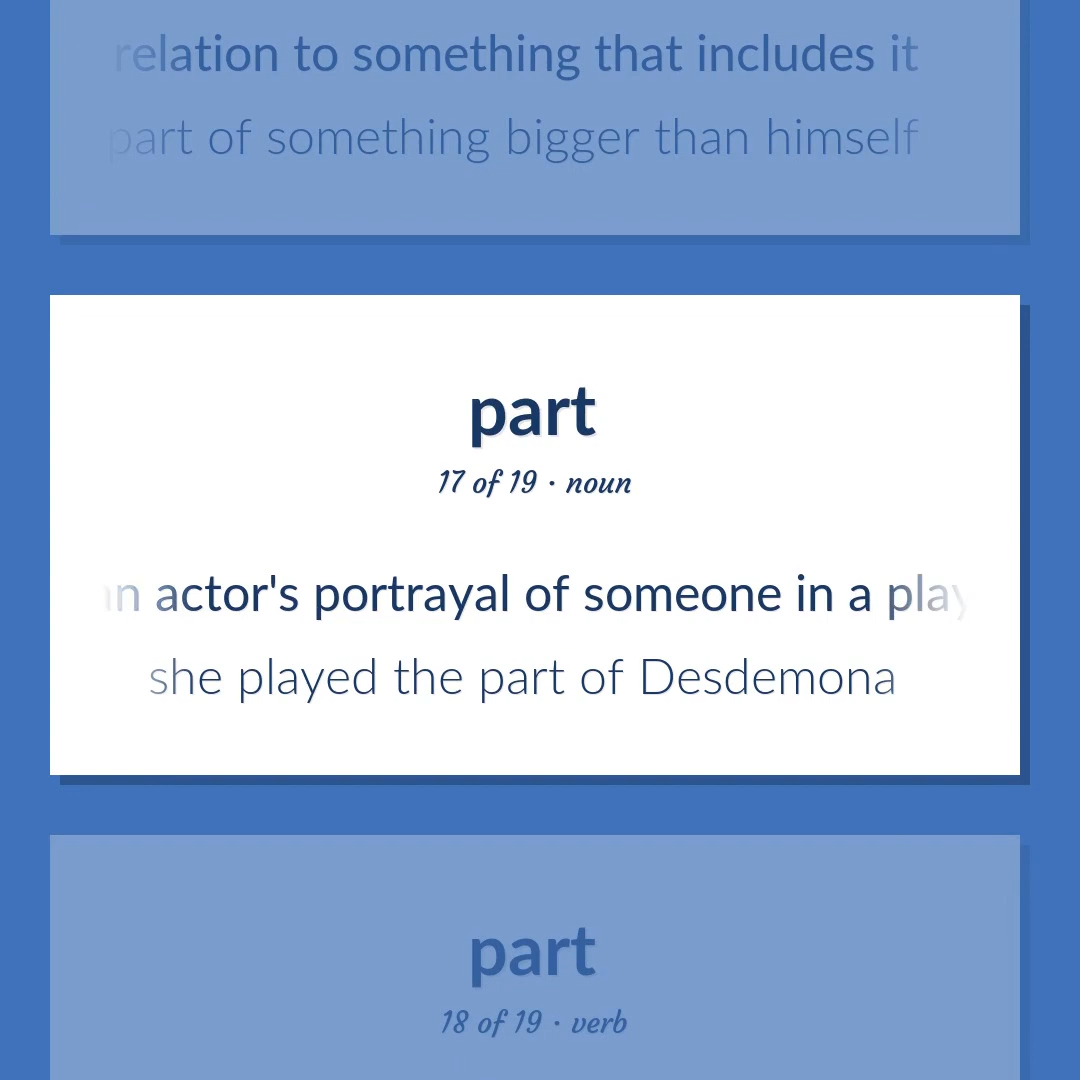 relation to something that includes it
part of something bigger than himself
part
17 of 19 · noun
an actor's portrayal of someone in a play
she played the part of Desdemona
part
18 of 19 · verb